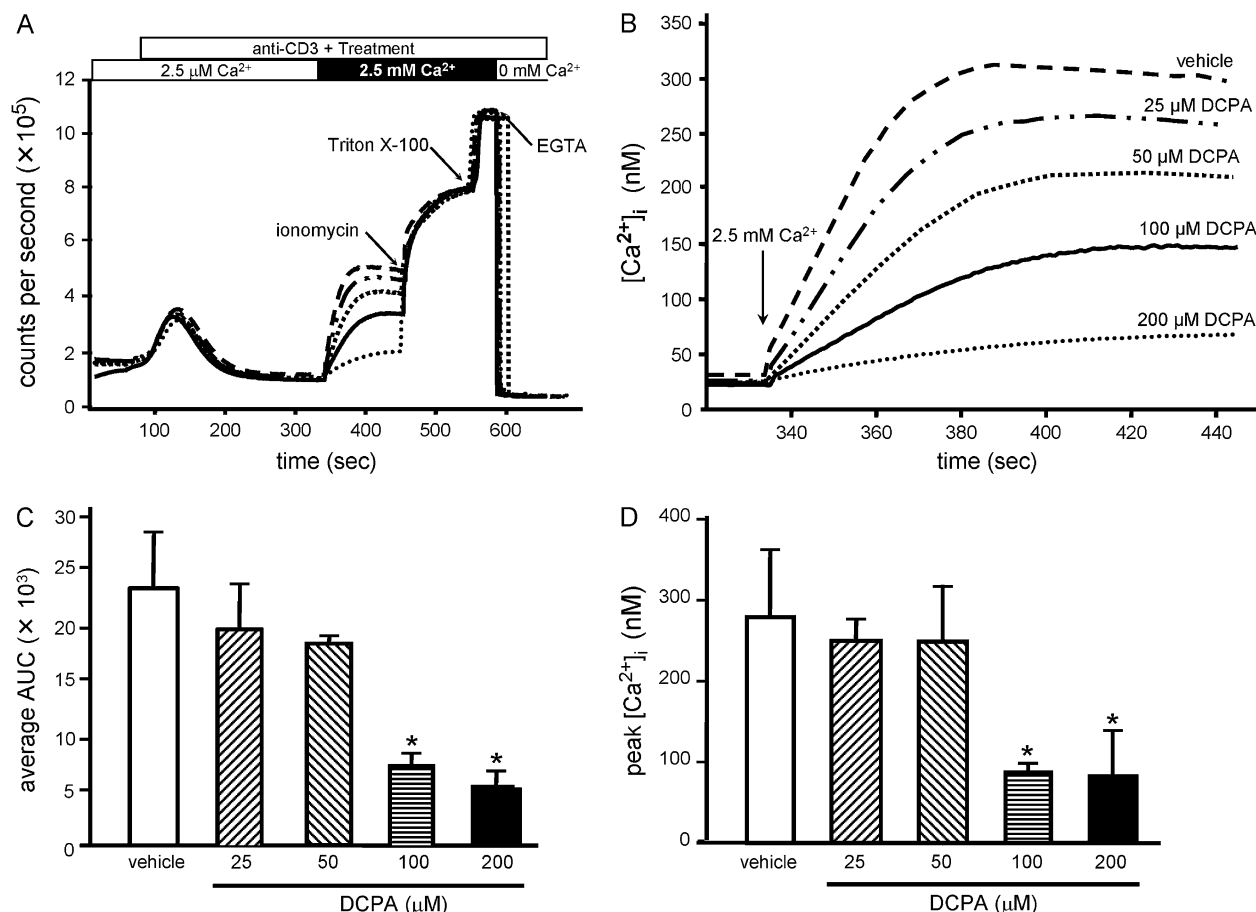 A
anti-CD3 + Treatment
2.5 μM Ca²⁺ 2.5 mM Ca²⁺ 0 mM Ca²⁺
counts per second (×10⁵)
12
10
8
6
4
2
0
Triton X-100
EGTA
ionomycin
100 200 300 400 500 600
time (sec)
B
[Ca²⁺]i (nM)
350
300
250
200
150
100
50
0
vehicle
25 μM DCPA
50 μM DCPA
2.5 mM Ca²⁺
100 μM DCPA
200 μM DCPA
340 360 380 400 420 440
time (sec)
C
average AUC (× 10³)
30
25
20
15
10
5
0
* *
vehicle 25 50 100 200
DCPA (μM)
D
peak [Ca²⁺]i (nM)
400
300
200
100
0
* *
vehicle 25 50 100 200
DCPA (μM)